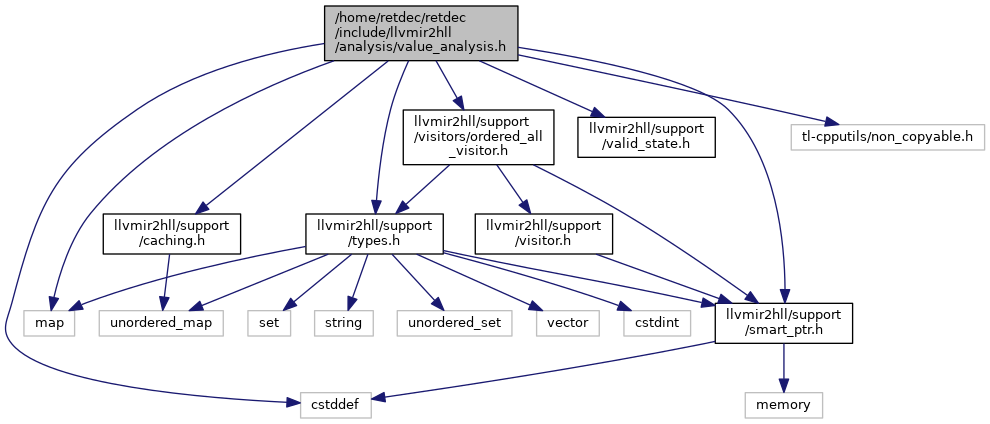 /home/retdec/retdec
/include/llvmir2hll
/analysis/value_analysis.h
llvmir2hll/support
/visitors/ordered_all
_visitor.h
llvmir2hll/support
/valid_state.h
tl-cpputils/non_copyable.h
llvmir2hll/support
/caching.h
llvmir2hll/support
/types.h
llvmir2hll/support
/visitor.h
map
unordered_map
set
string
unordered_set
vector
cstdint
llvmir2hll/support
/smart_ptr.h
cstddef
memory